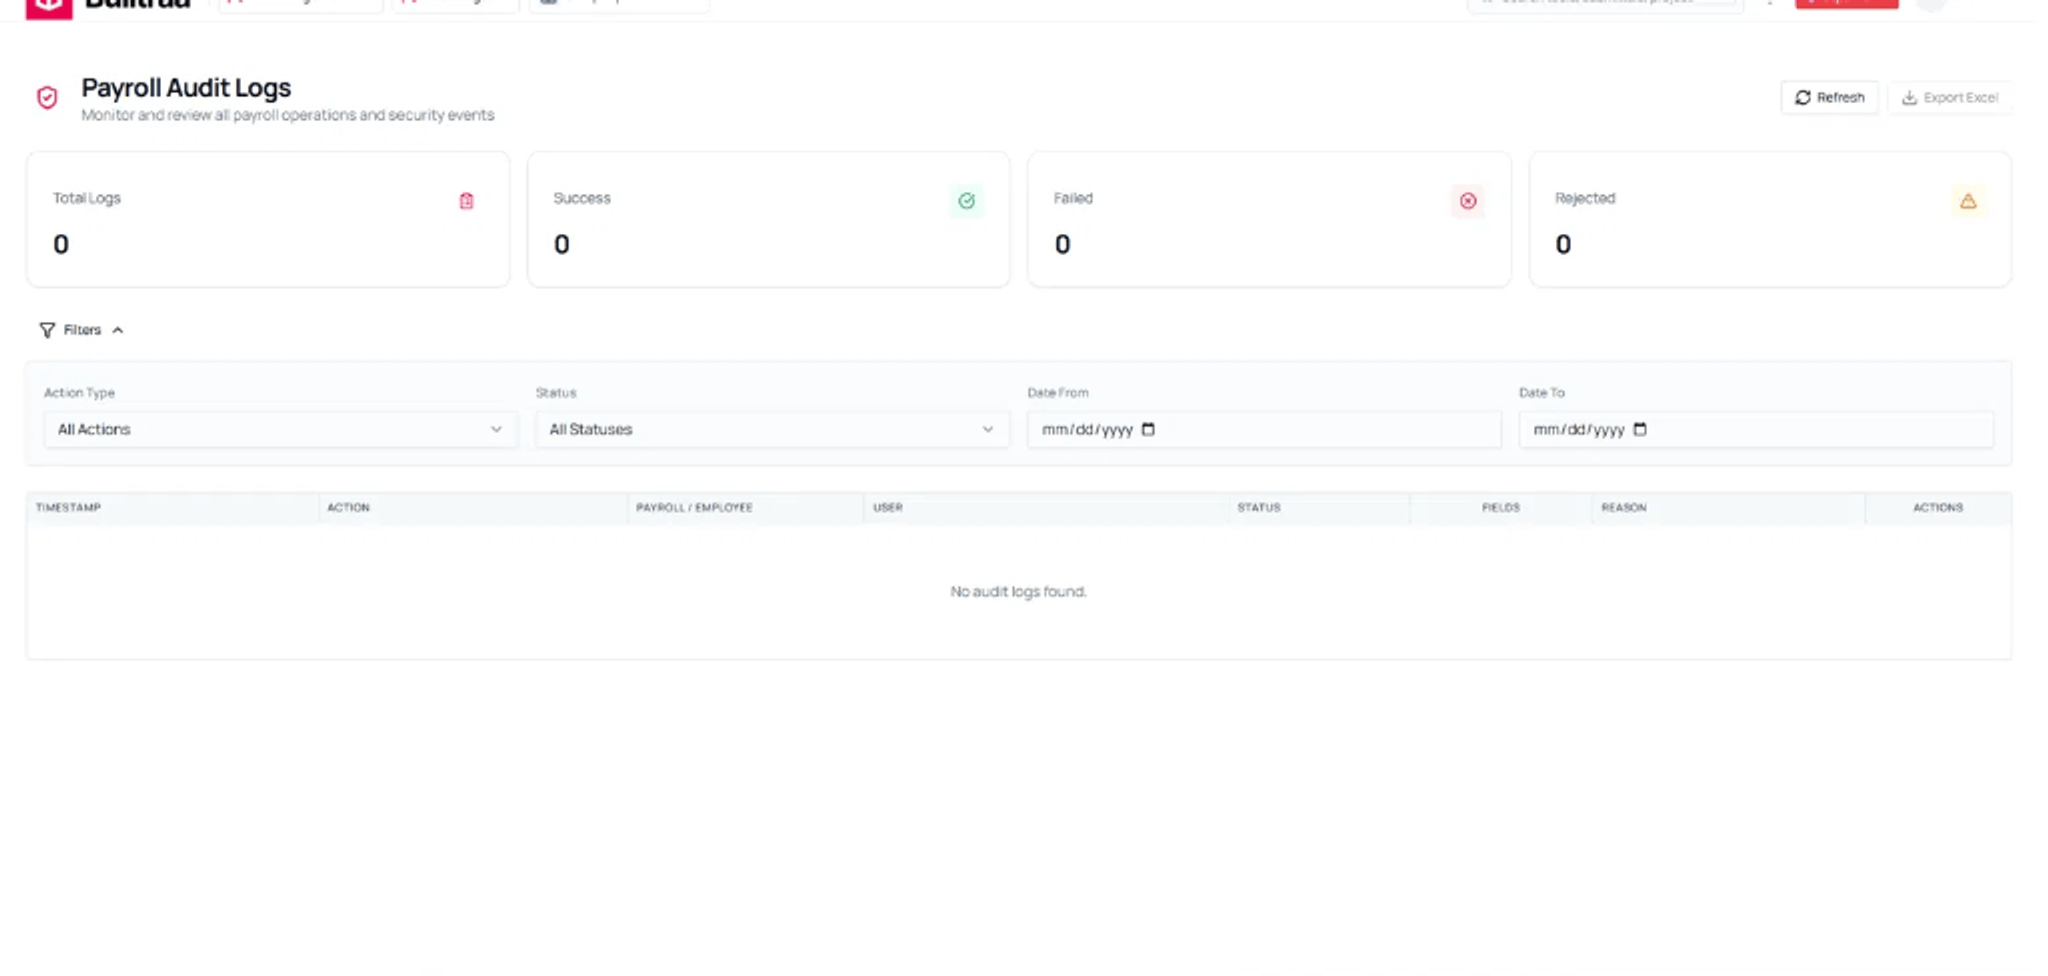 Payroll Audit Logs
Monitor and review all payroll operations and security events
Refresh
Export Excel
Total Logs
Success
Failed
Rejected
0
0
0
0
Filters
Action Type
Status
Date From
Date To
All Actions
All Statuses
mm/dd/yyyy
mm/dd/yyyy
TIMESTAMP
ACTION
PAYROLL / EMPLOYEE
USER
STATUS
FIELDS
REASON
ACTIONS
No audit logs found.